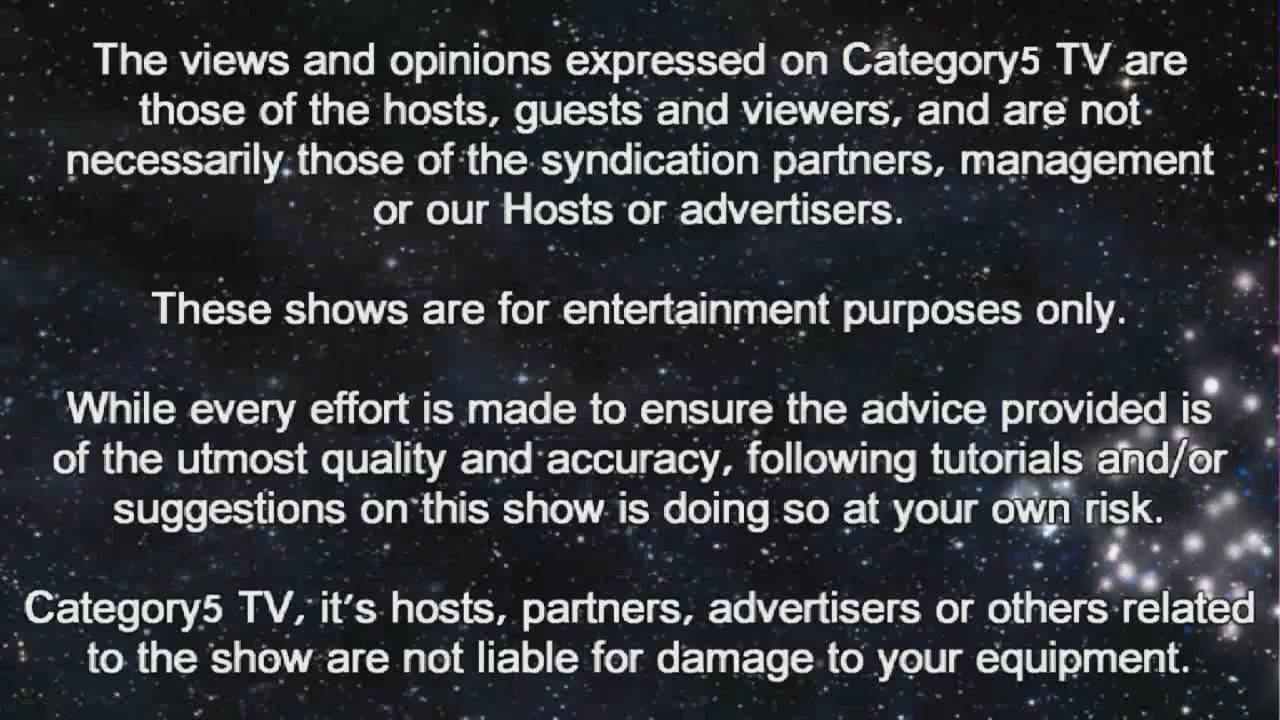 The views and opinions expressed on Category5 TV are
those of the hosts, guests and viewers, and are not
necessarily those of the syndication partners, management
or our Hosts or advertisers.
These shows are for entertainment purposes only.
While every effort is made to ensure the advice provided is
of the utmost quality and accuracy, following tutorials and/or
suggestions on this show is doing so at your own risk.
Category5 TV, it's hosts, partners, advertisers or others related
to the show are not liable for damage to your equipment.